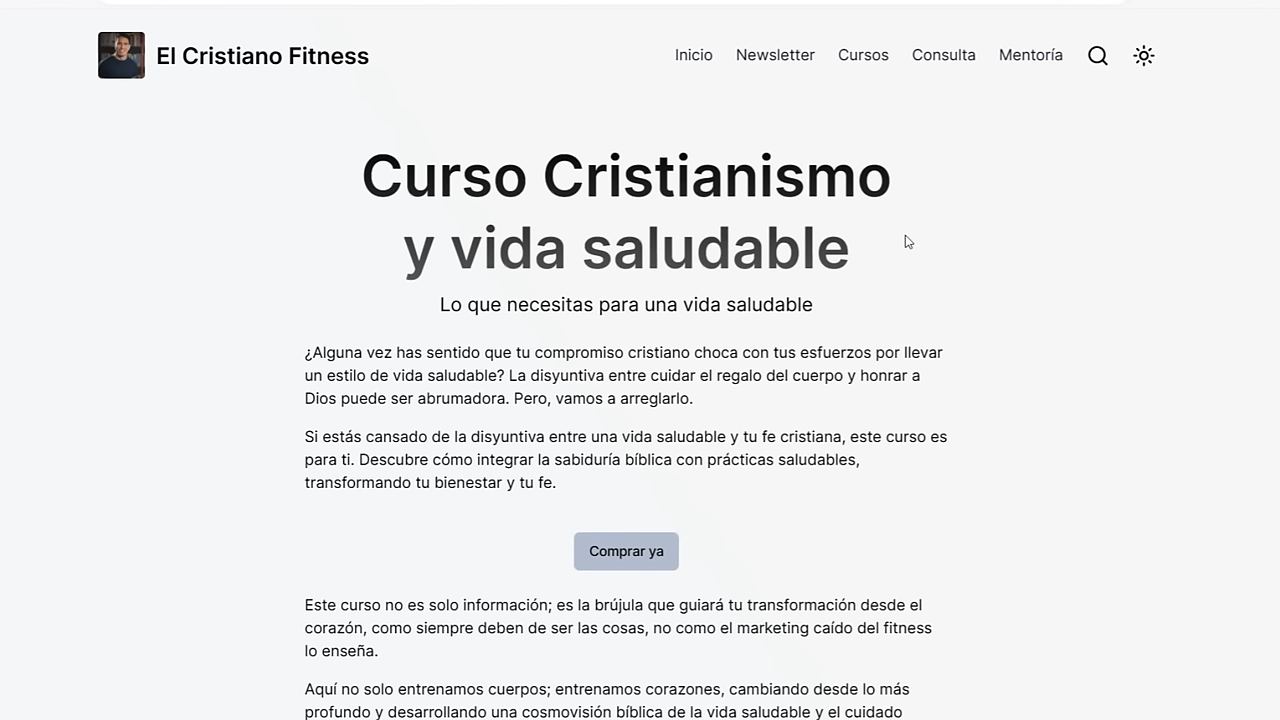 El Cristiano Fitness
Inicio Newsletter Cursos Consulta Mentoría
Curso Cristianismo
y vida saludable
Lo que necesitas para una vida saludable
¿Alguna vez has sentido que tu compromiso cristiano choca con tus esfuerzos por llevar
un estilo de vida saludable? La disyuntiva entre cuidar el regalo del cuerpo y honrar a
Dios puede ser abrumadora. Pero, vamos a arreglarlo.
Si estás cansado de la disyuntiva entre una vida saludable y tu fe cristiana, este curso es
para ti. Descubre cómo integrar la sabiduría bíblica con prácticas saludables,
transformando tu bienestar y tu fe.
Comprar ya
Este curso no es solo información; es la brújula que guiará tu transformación desde el
corazón, como siempre deben de ser las cosas, no como el marketing caído del fitness
lo enseña.
Aquí no solo entrenamos cuerpos; entrenamos corazones, cambiando desde lo más
profundo y desarrollando una cosmovisión bíblica de la vida saludable y el cuidado